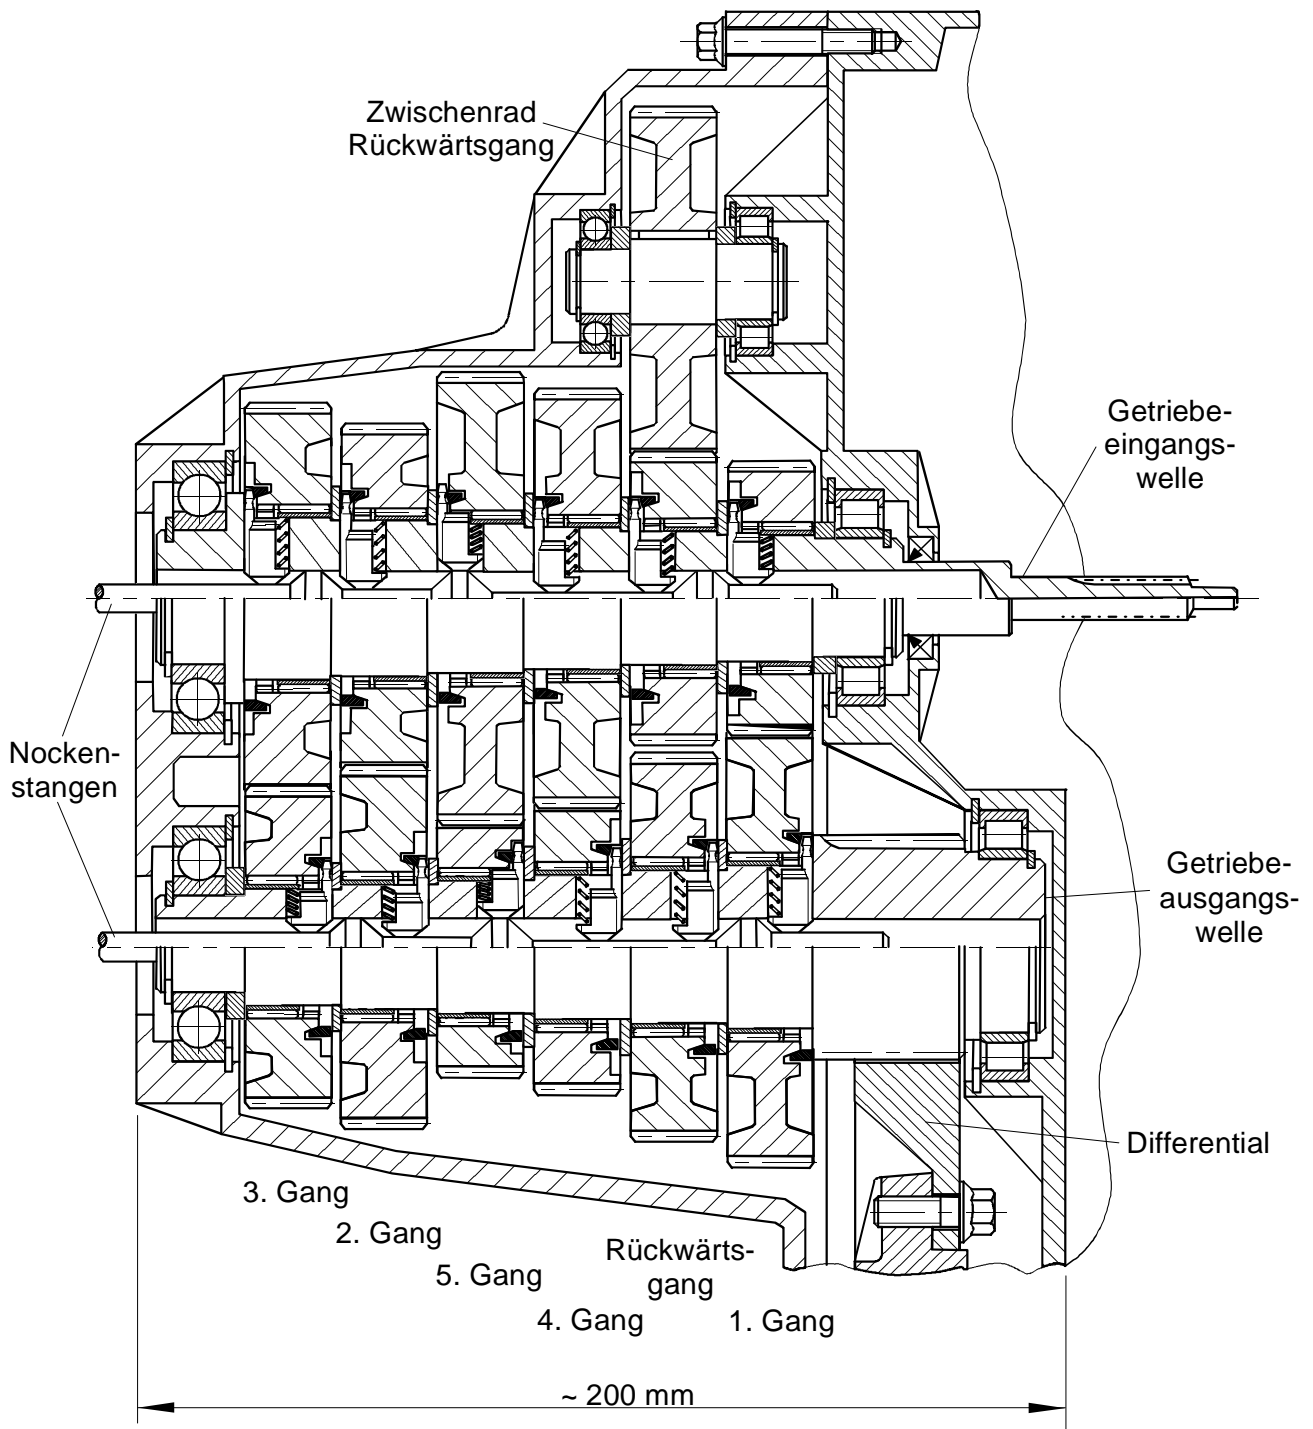 Zwischenrad
Rückwärtsgang
Getriebe-
eingangs-
welle
Nocken-
stangen
Getriebe-
ausgangs-
welle
Differential
3. Gang
2. Gang
5. Gang
Rückwärts-
gang
4. Gang
1. Gang
~ 200 mm